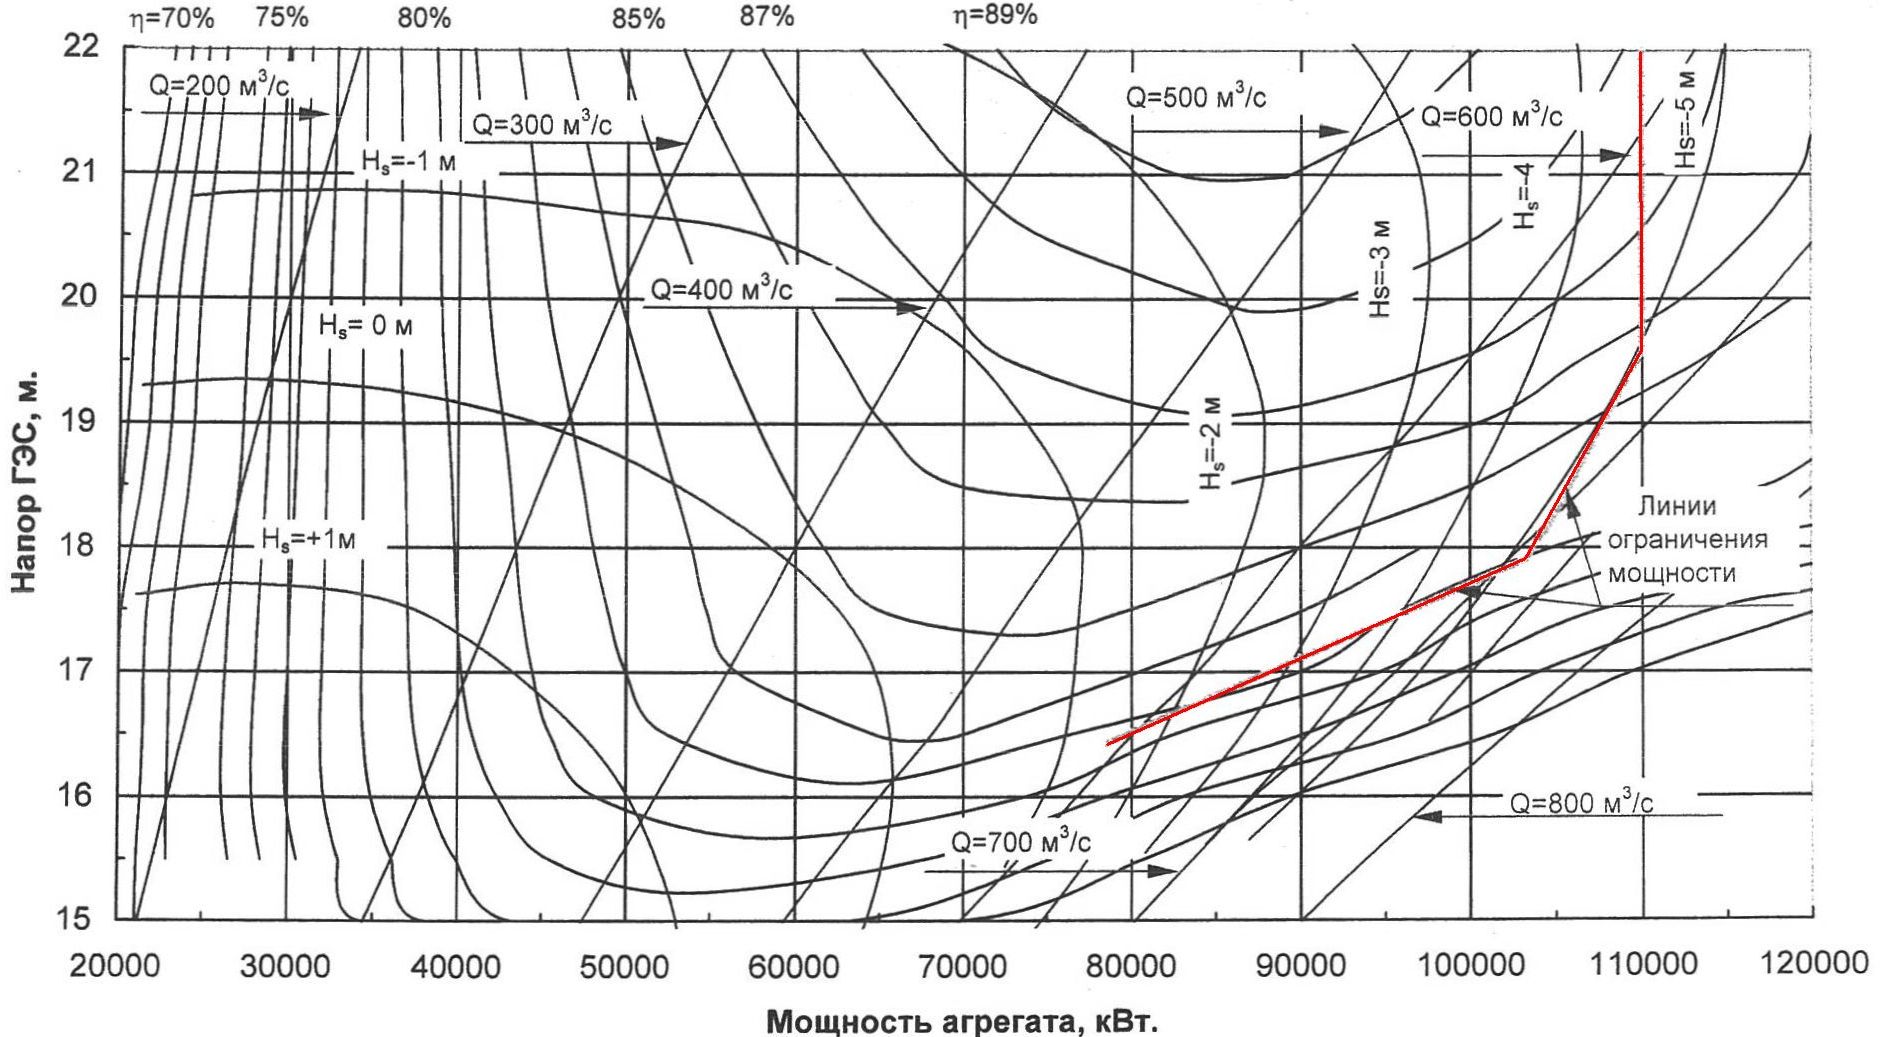 η=70% 75% 80% 85% 87% η=89%
22
Q=200 м³/с
Q=300 м³/с
Q=500 м³/с
Q=600 м³/с
Hs=-5 м
21
Hs=-1 м
Hs=-4
Hs=-3 м
20
Q=400 м³/с
Hs= 0 м
19
Hs=-2 м
Напор ГЭС, м.
18
Hs=+1м
Линии
ограничения
мощности
17
16
Q=800 м³/с
Q=700 м³/с
15
20000 30000 40000 50000 60000 70000 80000 90000 100000 110000 120000
Мощность агрегата, кВт.